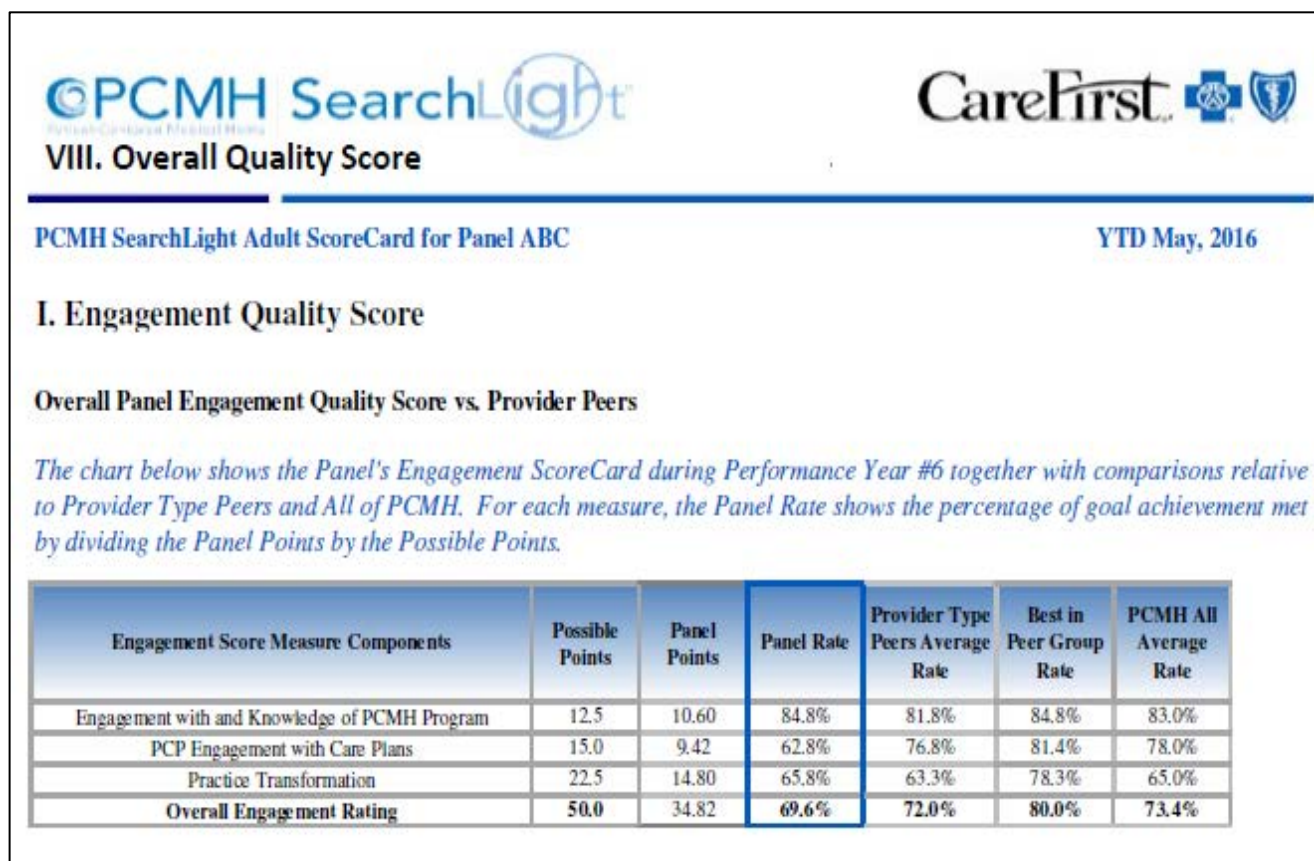 PCMH SearchLight
Patient-Centered Medical Home
CareFirst
VIII. Overall Quality Score
PCMH SearchLight Adult ScoreCard for Panel ABC YTD May, 2016
I. Engagement Quality Score
Overall Panel Engagement Quality Score vs. Provider Peers
The chart below shows the Panel's Engagement ScoreCard during Performance Year #6 together with comparisons relative
to Provider Type Peers and All of PCMH. For each measure, the Panel Rate shows the percentage of goal achievement met
by dividing the Panel Points by the Possible Points.
Engagement Score Measure Components
Possible
Points
Panel
Points
Panel Rate
Provider Type
Peers Average
Rate
Best in
Peer Group
Rate
PCMH All
Average
Rate
Engagement with and Knowledge of PCMH Program 12.5 10.60 84.8% 81.8% 84.8% 83.0%
PCP Engagement with Care Plans 15.0 9.42 62.8% 76.8% 81.4% 78.0%
Practice Transformation 22.5 14.80 65.8% 63.3% 78.3% 65.0%
Overall Engagement Rating 50.0 34.82 69.6% 72.0% 80.0% 73.4%